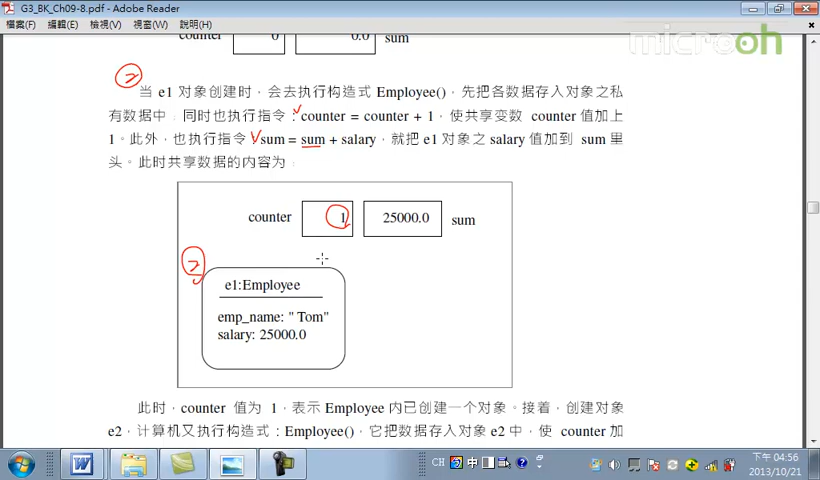 G3_BK_Ch09-8.pdf - Adobe Reader
檔案(F) 編輯(E) 檢視(V) 視窗(W) 說明(H)
microoh
counter 0 0.0 sum
2
当 e1 对象创建时，会去执行构造式 Employee()，先把各数据存入对象之私
有数据中；同时也执行指令：counter = counter + 1，使共享变数 counter 值加上
1。此外，也执行指令 sum = sum + salary，就把 e1 对象之 salary 值加到 sum 里
头。此时共享数据的内容为：
counter 1 25000.0 sum
2
e1:Employee
emp_name: " Tom"
salary: 25000.0
此时，counter 值为 1，表示 Employee 内已创建一个对象。接着，创建对象
e2，计算机又执行构造式：Employee()，它把数据存入对象 e2 中，使 counter 加
CH 中
下午 04:56
2013/10/21